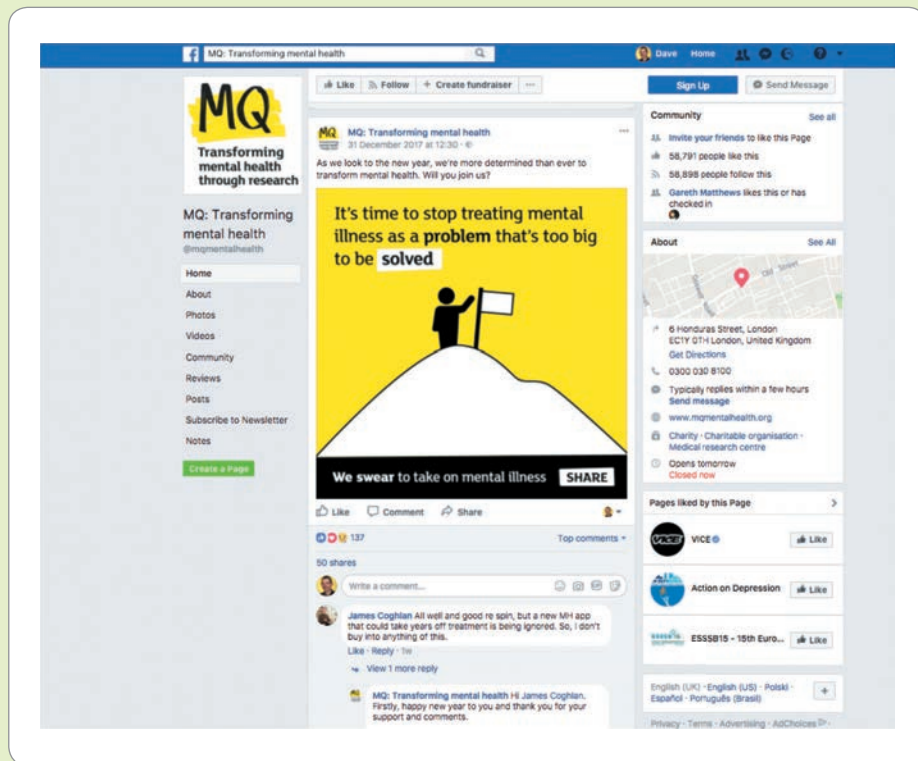 MQ: Transforming mental health
Dave Home
MQ
Transforming
mental health
through research
MQ: Transforming
mental health
@mqmentalhealth
Home
About
Photos
Videos
Community
Reviews
Posts
Subscribe to Newsletter
Notes
Create a Page
Like Follow + Create fundraiser ...
MQ: Transforming mental health
31 December 2017 at 12:30
As we look to the new year, we're more determined than ever to
transform mental health. Will you join us?
It's time to stop treating mental
illness as a problem that's too big
to be solved
We swear to take on mental illness SHARE
Like Comment Share
137 Top comments
50 shares
Write a comment...
James Coghlan All well and good re spin, but a new MH app
that could take years off treatment is being ignored. So, I don't
buy into anything of this.
Like · Reply · 1w
View 1 more reply
MQ: Transforming mental health Hi James Coghlan.
Firstly, happy new year to you and thank you for your
support and comments.
Sign Up Send Message
Community See all
Invite your friends to like this Page
58,791 people like this
58,898 people follow this
Gareth Matthews likes this or has
checked in
About See All
Old Street
6 Honduras Street, London
EC1Y 0TH London, United Kingdom
Get Directions
0300 030 8100
Typically replies within a few hours
Send message
www.mqmentalhealth.org
Charity · Charitable organisation ·
Medical research centre
Opens tomorrow
Closed now
Pages liked by this Page
VICE Like
Action on Depression Like
ESSSB15 - 15th Euro... Like
English (UK) · English (US) · Polski ·
Español · Português (Brasil)
Privacy · Terms · Advertising · AdChoices